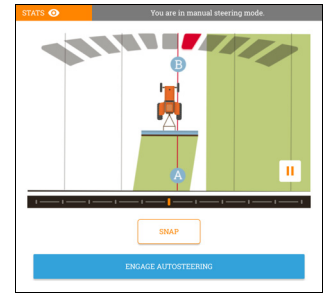 STATS
You are in manual steering mode.
B
A
SNAP
ENGAGE AUTOSTEERING